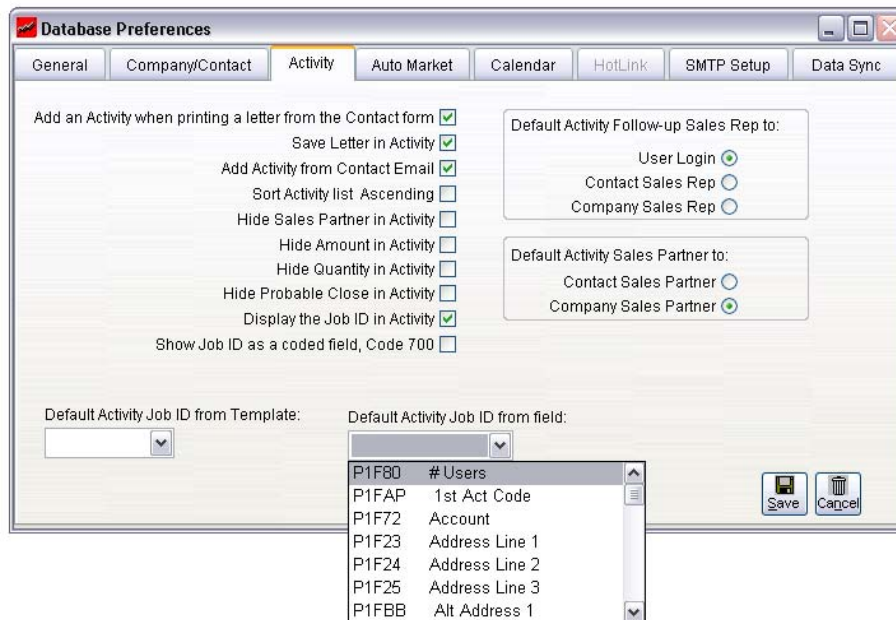 Database Preferences
General Company/Contact Activity Auto Market Calendar HotLink SMTP Setup Data Sync
Add an Activity when printing a letter from the Contact form
Save Letter in Activity
Add Activity from Contact Email
Sort Activity list Ascending
Hide Sales Partner in Activity
Hide Amount in Activity
Hide Quantity in Activity
Hide Probable Close in Activity
Display the Job ID in Activity
Show Job ID as a coded field, Code 700
Default Activity Follow-up Sales Rep to:
User Login
Contact Sales Rep
Company Sales Rep
Default Activity Sales Partner to:
Contact Sales Partner
Company Sales Partner
Default Activity Job ID from Template:
Default Activity Job ID from field:
P1F80 # Users
P1FAP 1st Act Code
P1F72 Account
P1F23 Address Line 1
P1F24 Address Line 2
P1F25 Address Line 3
P1FBB Alt Address 1
Save
Cancel